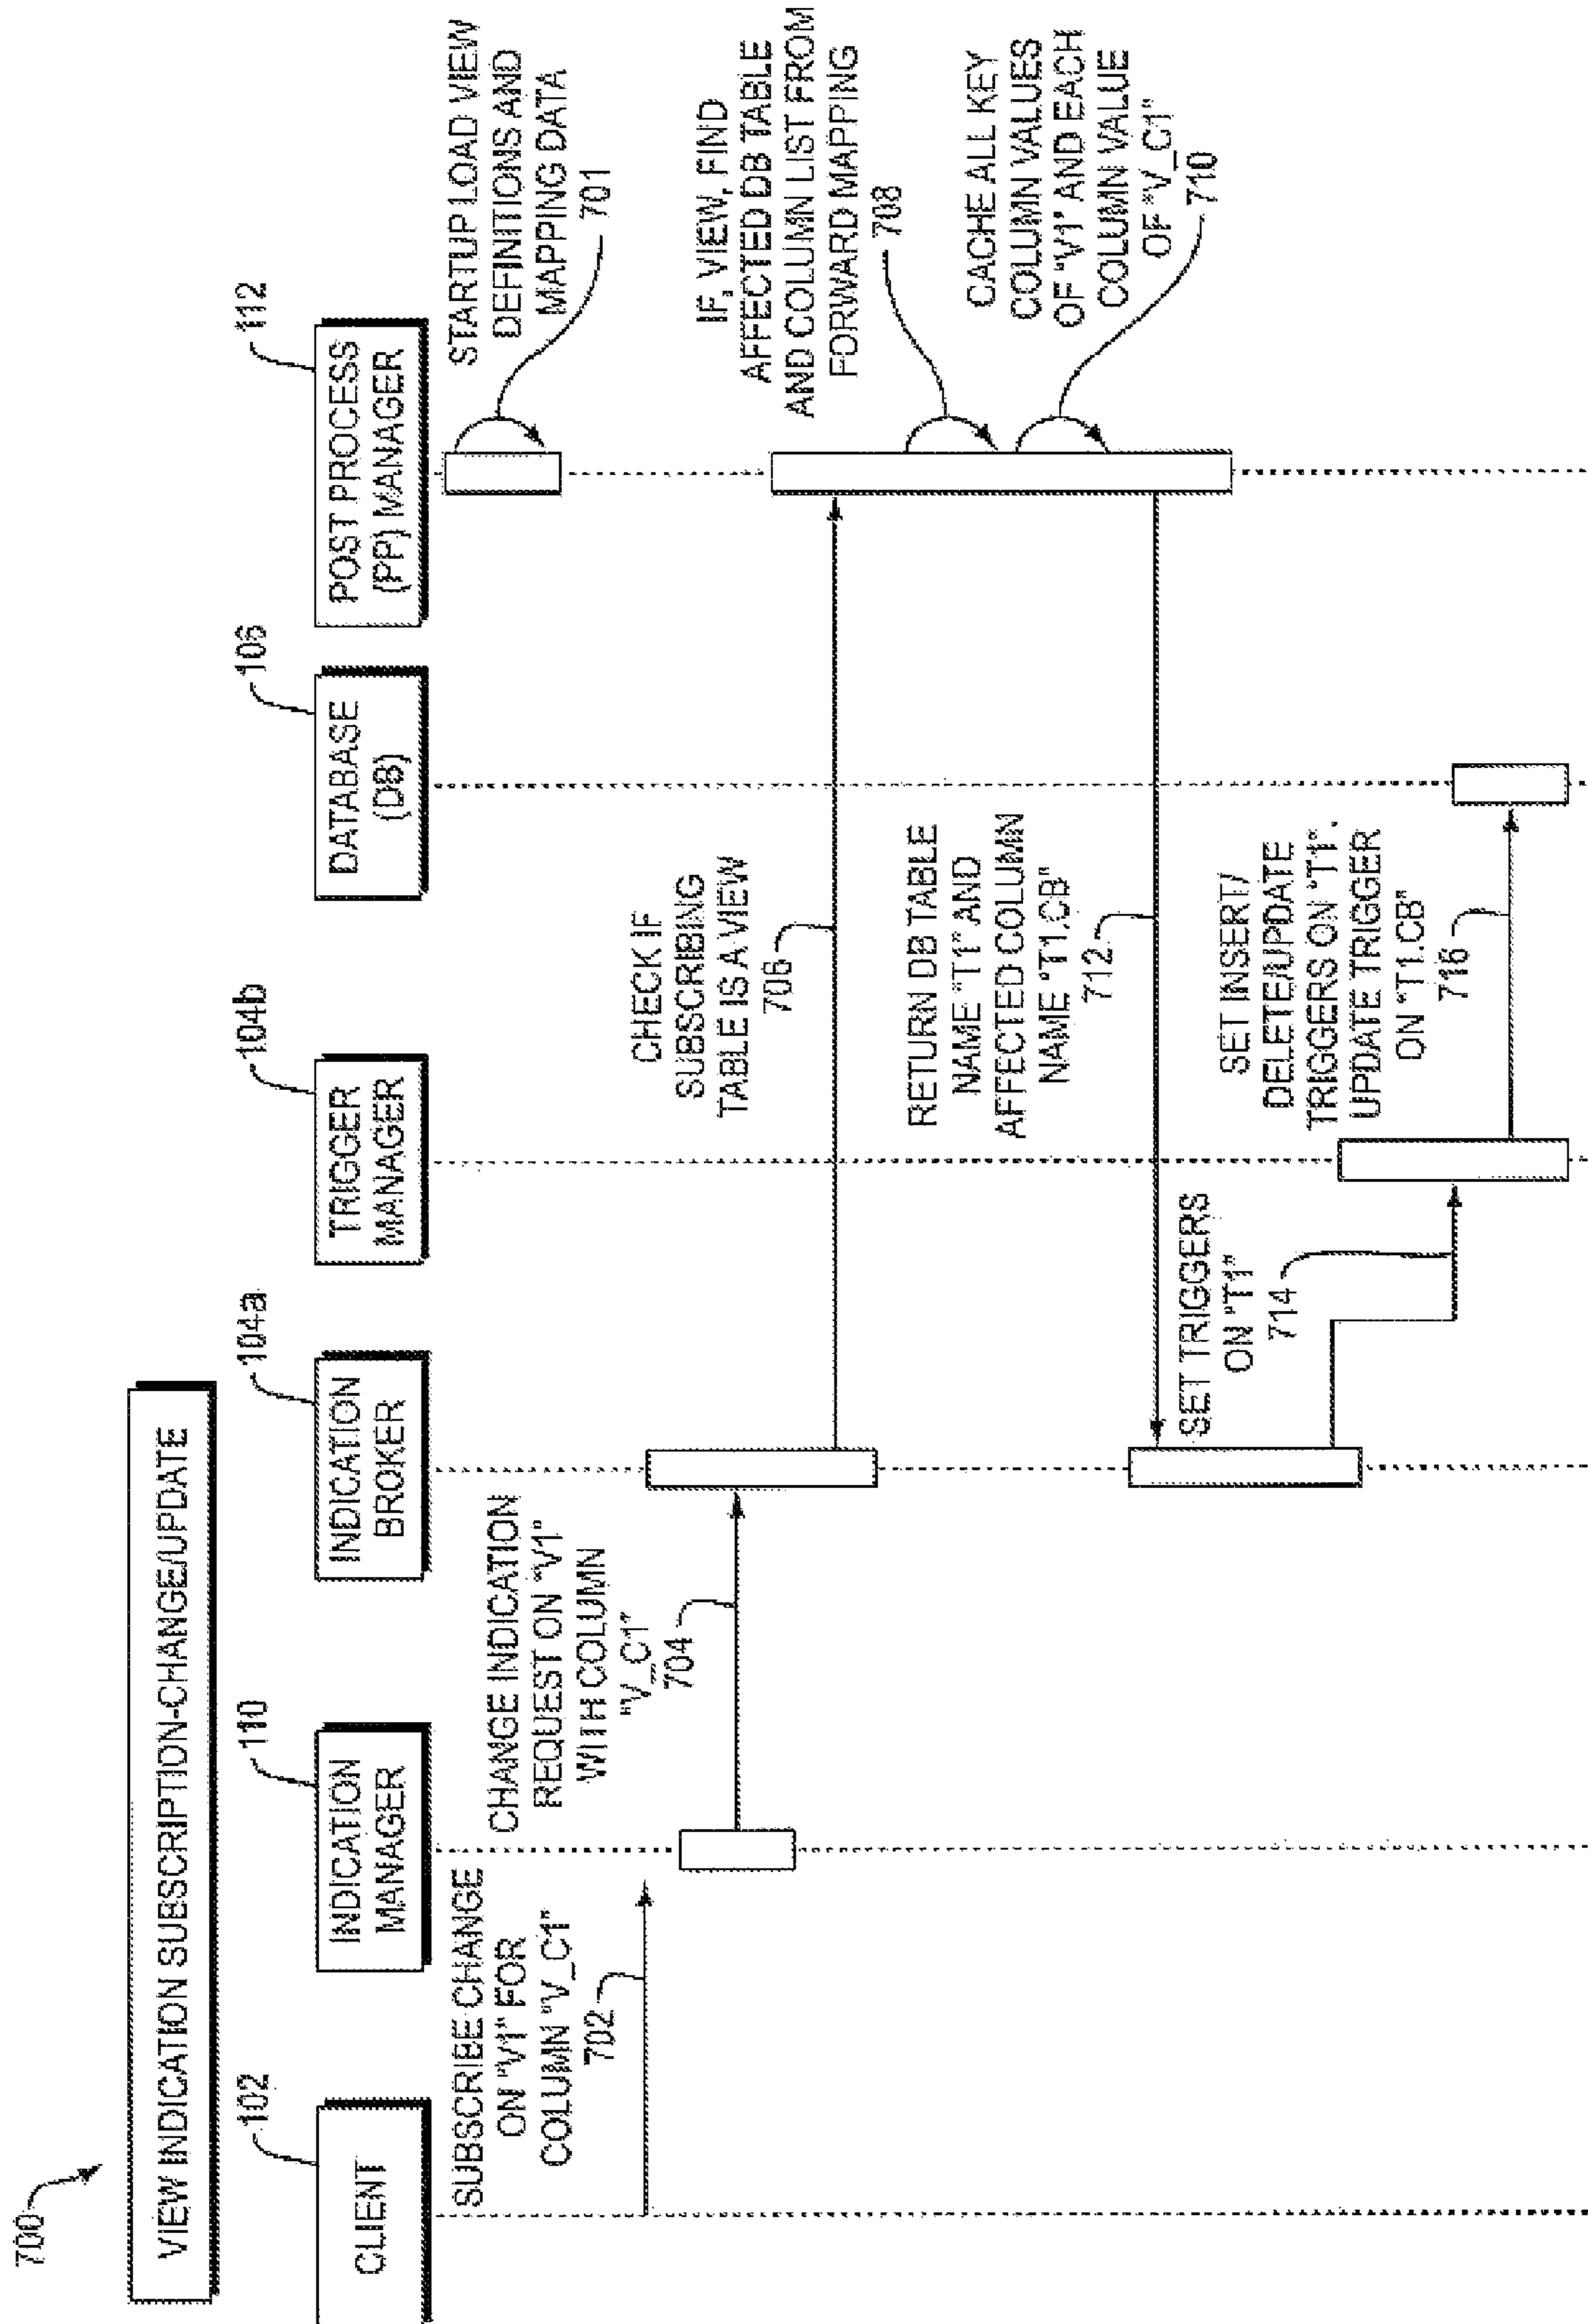 700
VIEW INDICATION SUBSCRIPTION-CHANGE/UPDATE
102
CLIENT
110
INDICATION
MANAGER
104a
INDICATION
BROKER
104b
TRIGGER
MANAGER
106
DATABASE
(DB)
112
POST PROCESS
(PP) MANAGER
STARTUP LOAD VIEW
DEFINITIONS AND
MAPPING DATA
701
SUBSCRIBE CHANGE
ON "V1" FOR
COLUMN "V_C1"
702
CHANGE INDICATION
REQUEST ON "V1"
WITH COLUMN
"V_C1"
704
CHECK IF
SUBSCRIBING
TABLE IS A VIEW
706
IF, VIEW, FIND
AFFECTED DB TABLE
AND COLUMN LIST FROM
FORWARD MAPPING
708
CACHE ALL KEY
COLUMN VALUES
OF "V1" AND EACH
COLUMN VALUE
OF "V_C1"
710
RETURN DB TABLE
NAME "T1" AND
AFFECTED COLUMN
NAME "T1.CB"
712
SET TRIGGERS
ON "T1"
714
SET INSERT/
DELETE/UPDATE
TRIGGERS ON "T1".
UPDATE TRIGGER
ON "T1.CB"
716